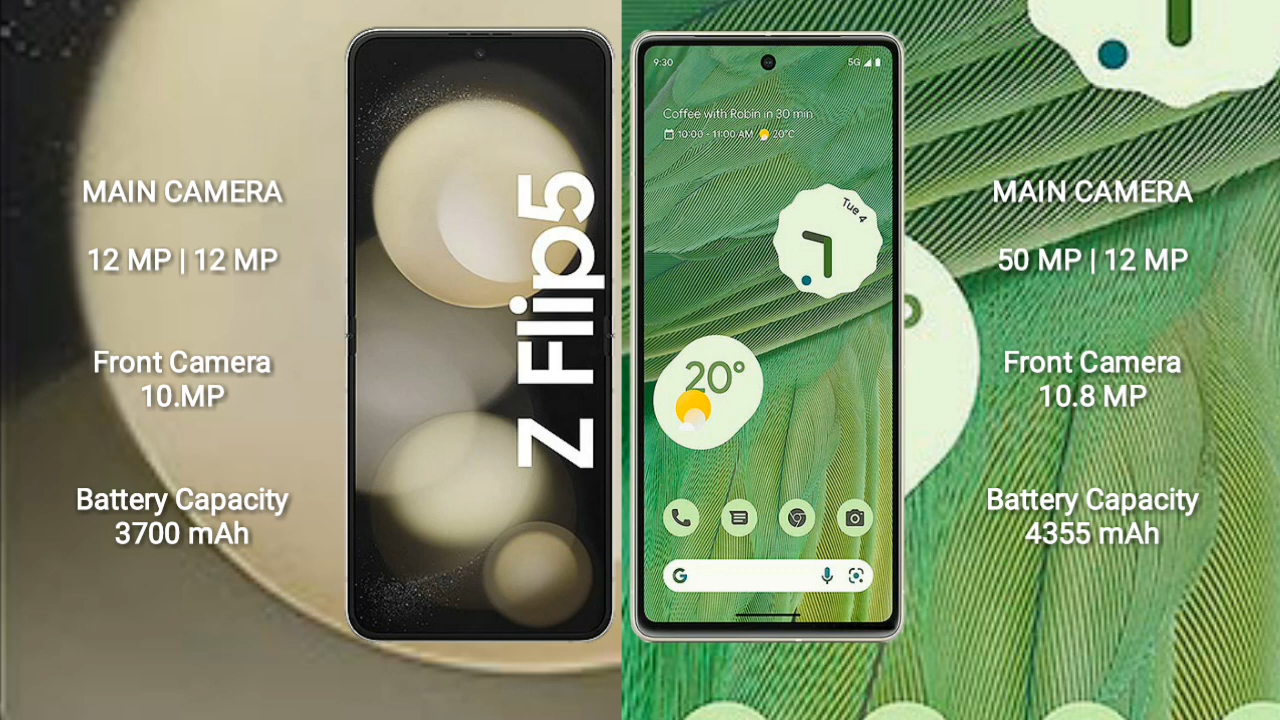 MAIN CAMERA
12 MP | 12 MP
Front Camera
10.MP
Battery Capacity
3700 mAh
Z Flip5
9:30
5G
Coffee with Robin in 30 min
10:00 - 11:00 AM 20°C
Tue 4
20°
G
MAIN CAMERA
50 MP | 12 MP
Front Camera
10.8 MP
Battery Capacity
4355 mAh